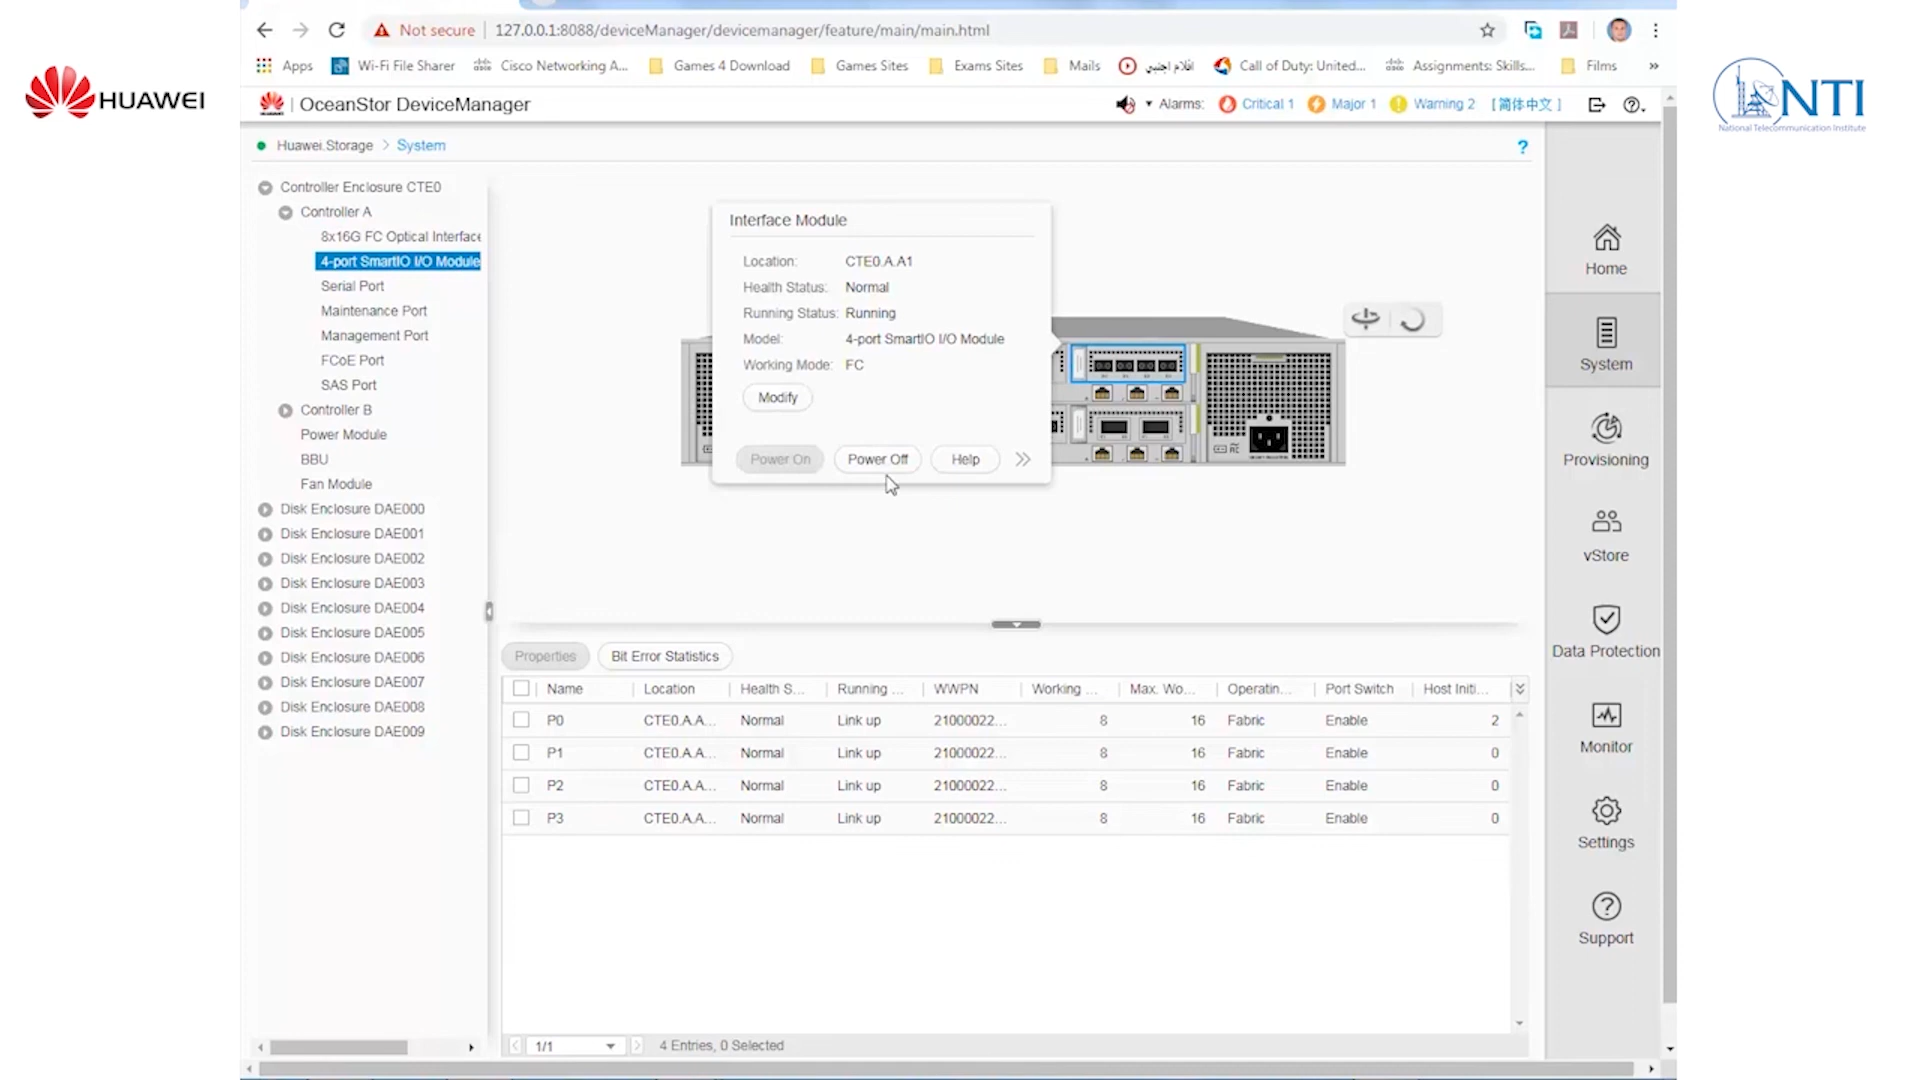 Not secure 127.0.0.1:8088/deviceManager/devicemanager/feature/main/main.html
Apps Wi-Fi File Sharer Cisco Networking A... Games 4 Download Games Sites Exams Sites Mails افلام اجنبي Call of Duty: United... Assignments: Skills... Films »
HUAWEI
NTI
National Telecommunication Institute
OceanStor DeviceManager
Alarms: Critical 1 Major 1 Warning 2 [简体中文]
Huawei.Storage > System
?
Controller Enclosure CTE0
Controller A
8x16G FC Optical Interface
4-port SmartIO I/O Module
Serial Port
Maintenance Port
Management Port
FCoE Port
SAS Port
Controller B
Power Module
BBU
Fan Module
Disk Enclosure DAE000
Disk Enclosure DAE001
Disk Enclosure DAE002
Disk Enclosure DAE003
Disk Enclosure DAE004
Disk Enclosure DAE005
Disk Enclosure DAE006
Disk Enclosure DAE007
Disk Enclosure DAE008
Disk Enclosure DAE009
Interface Module
Location: CTE0.A.A1
Health Status: Normal
Running Status: Running
Model: 4-port SmartIO I/O Module
Working Mode: FC
Modify
Power On Power Off Help
Properties Bit Error Statistics
Name Location Health S... Running ... WWPN Working ... Max. Wo... Operatin... Port Switch Host Initi...
P0 CTE0.A.A... Normal Link up 21000022... 8 16 Fabric Enable 2
P1 CTE0.A.A... Normal Link up 21000022... 8 16 Fabric Enable 0
P2 CTE0.A.A... Normal Link up 21000022... 8 16 Fabric Enable 0
P3 CTE0.A.A... Normal Link up 21000022... 8 16 Fabric Enable 0
1/1 4 Entries, 0 Selected
Home
System
Provisioning
vStore
Data Protection
Monitor
Settings
Support